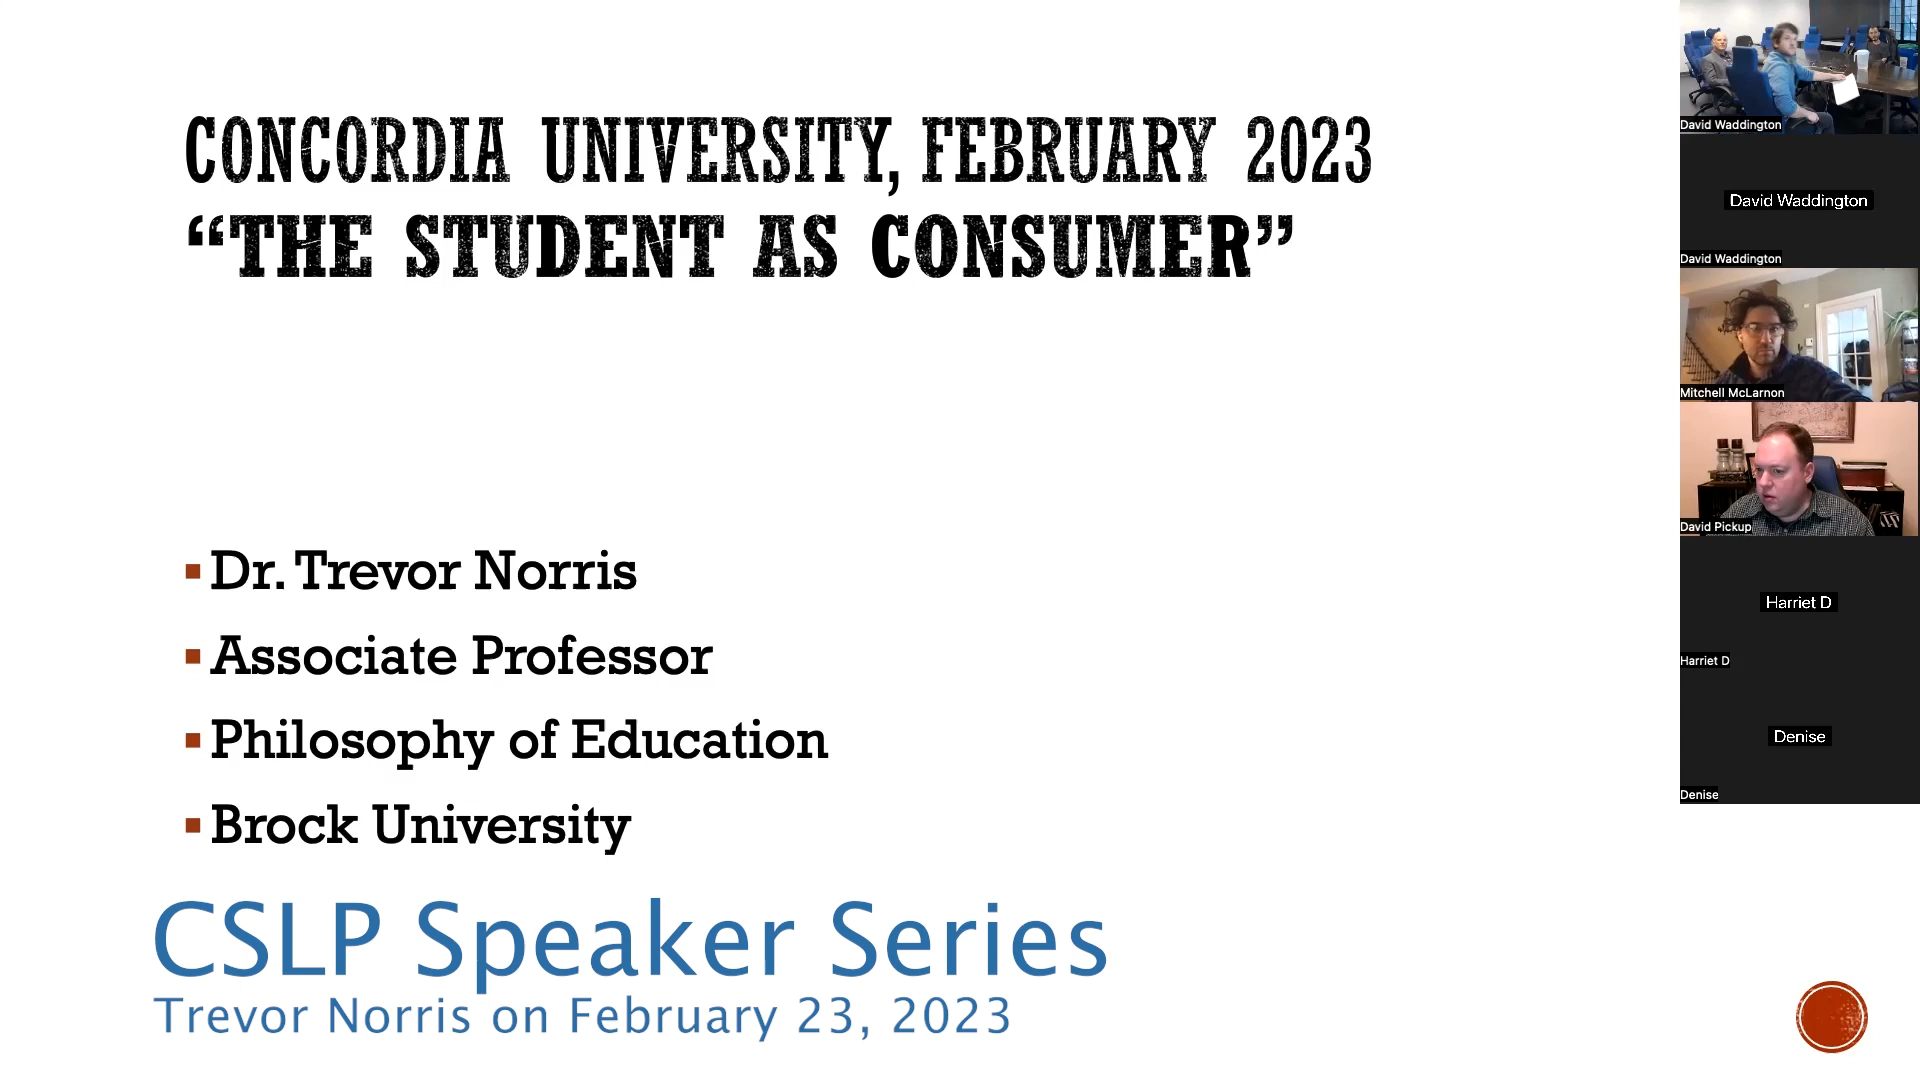 CONCORDIA UNIVERSITY, FEBRUARY 2023
“THE STUDENT AS CONSUMER”
Dr. Trevor Norris
Associate Professor
Philosophy of Education
Brock University
CSLP Speaker Series
Trevor Norris on February 23, 2023
David Waddington
David Waddington
David Waddington
Mitchell McLarnon
David Pickup
Harriet D
Harriet D
Denise
Denise